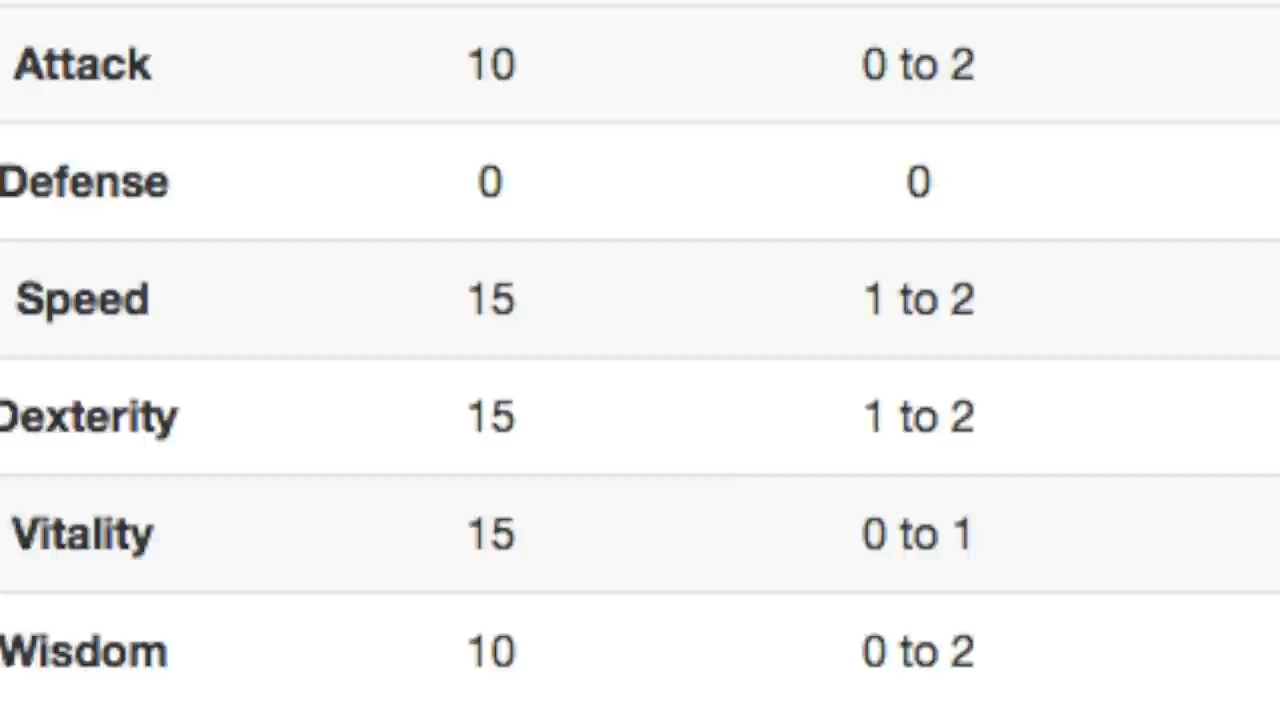 Attack 10 0 to 2
Defense 0 0
Speed 15 1 to 2
Dexterity 15 1 to 2
Vitality 15 0 to 1
Wisdom 10 0 to 2